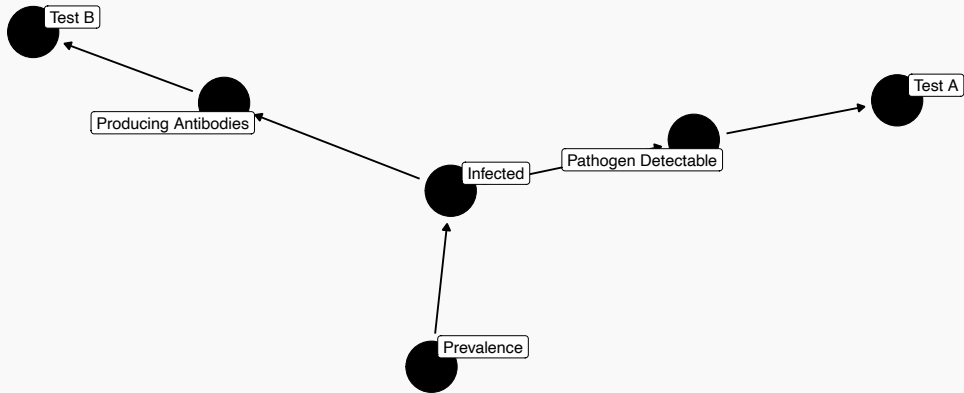 Test B
Test A
Producing Antibodies
Pathogen Detectable
Infected
Prevalence